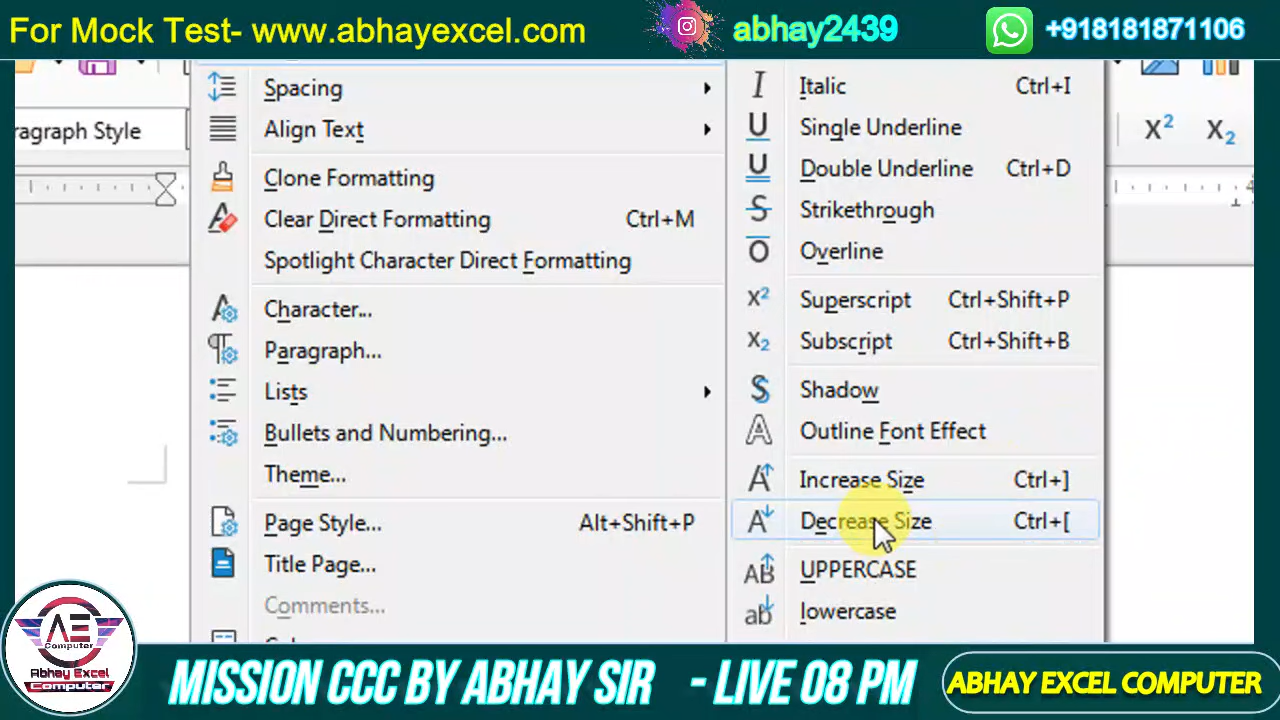 For Mock Test- www.abhayexcel.com
abhay2439
+918181871106
ragraph Style
Spacing
Align Text
Clone Formatting
Clear Direct Formatting Ctrl+M
Spotlight Character Direct Formatting
Character...
Paragraph...
Lists
Bullets and Numbering...
Theme...
Page Style... Alt+Shift+P
Title Page...
Comments...
Italic Ctrl+I
Single Underline
Double Underline Ctrl+D
Strikethrough
Overline
Superscript Ctrl+Shift+P
Subscript Ctrl+Shift+B
Shadow
Outline Font Effect
Increase Size Ctrl+]
Decrease Size Ctrl+[
UPPERCASE
lowercase
X² X₂
AE
Computer
Abhay Excel
Computer
MISSION CCC BY ABHAY SIR - LIVE 08 PM
ABHAY EXCEL COMPUTER